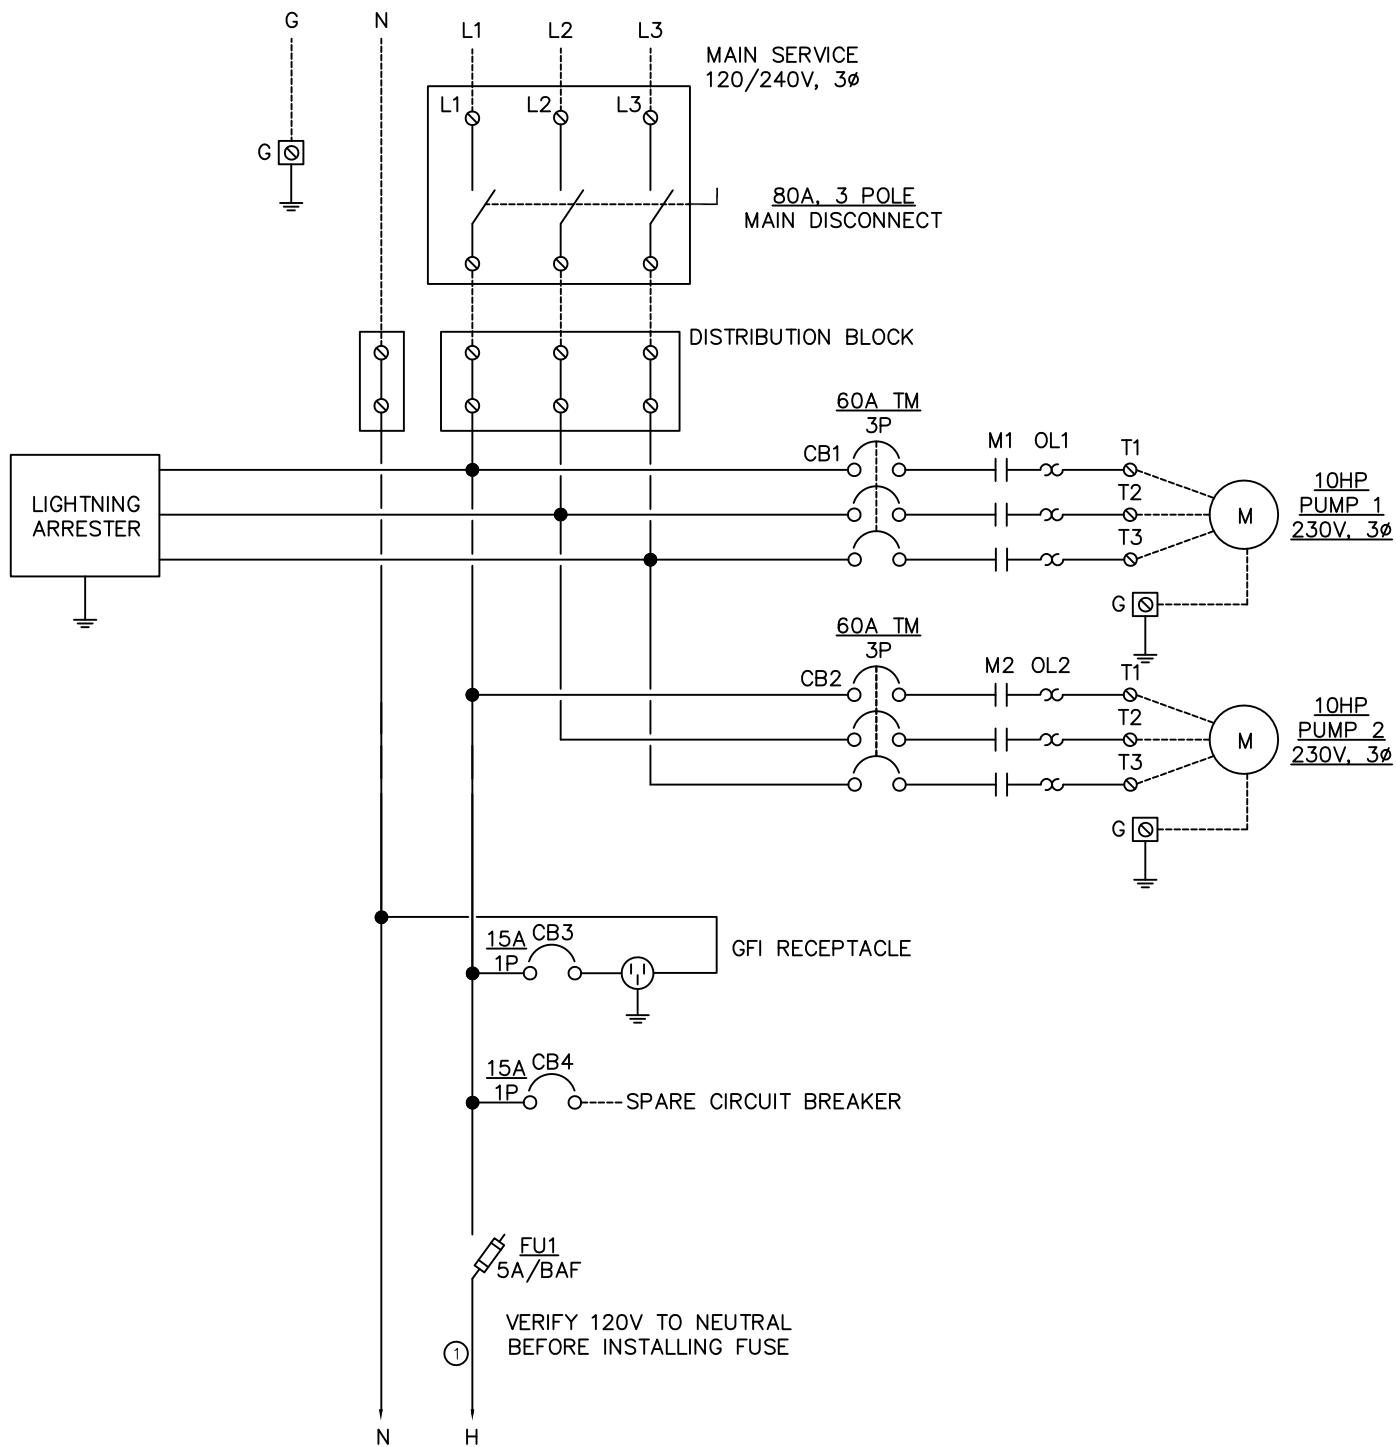 G
N
L1
L2
L3
MAIN SERVICE
120/240V, 3ø
L1
L2
L3
G
80A, 3 POLE
MAIN DISCONNECT
DISTRIBUTION BLOCK
60A TM
3P
CB1
M1
OL1
T1
T2
T3
10HP
PUMP 1
230V, 3ø
M
LIGHTNING
ARRESTER
G
60A TM
3P
CB2
M2
OL2
T1
T2
T3
10HP
PUMP 2
230V, 3ø
M
G
15A
1P
CB3
GFI RECEPTACLE
15A
1P
CB4
SPARE CIRCUIT BREAKER
FU1
5A/BAF
VERIFY 120V TO NEUTRAL
BEFORE INSTALLING FUSE
1
N
H